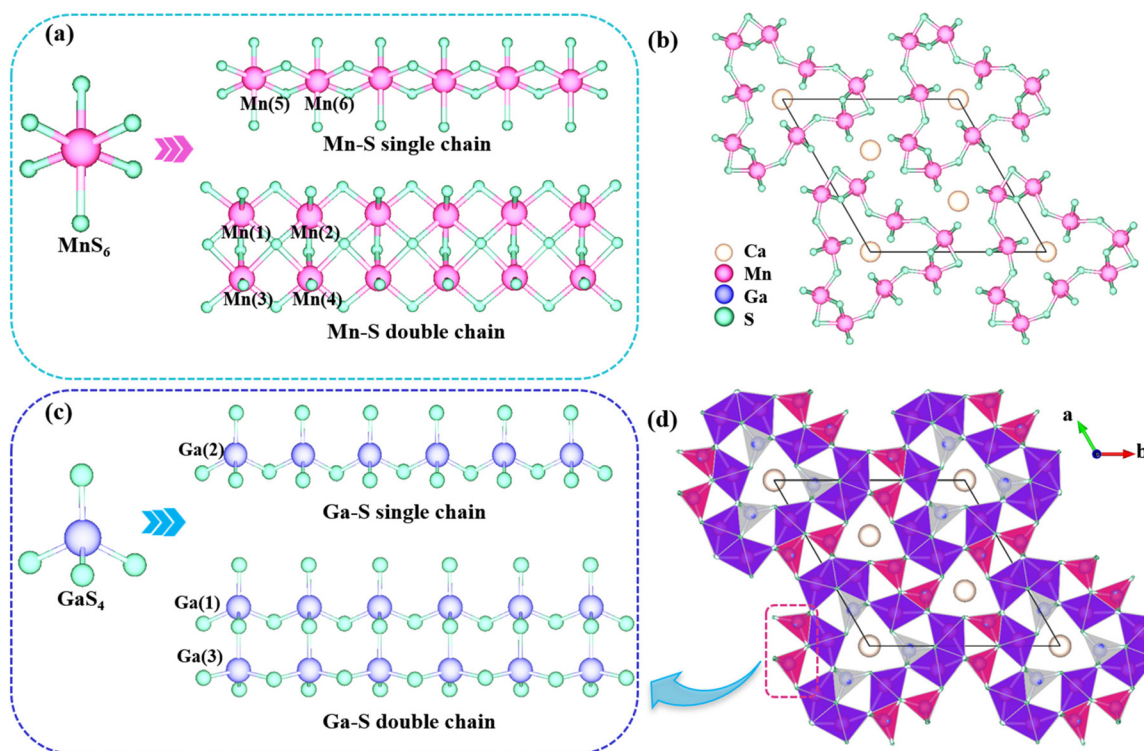 (a)
Mn(5) Mn(6)
Mn-S single chain
MnS6
Mn(1) Mn(2)
Mn(3) Mn(4)
Mn-S double chain
(b)
Ca
Mn
Ga
S
(c)
Ga(2)
Ga-S single chain
GaS4
Ga(1)
Ga(3)
Ga-S double chain
(d)
a
b